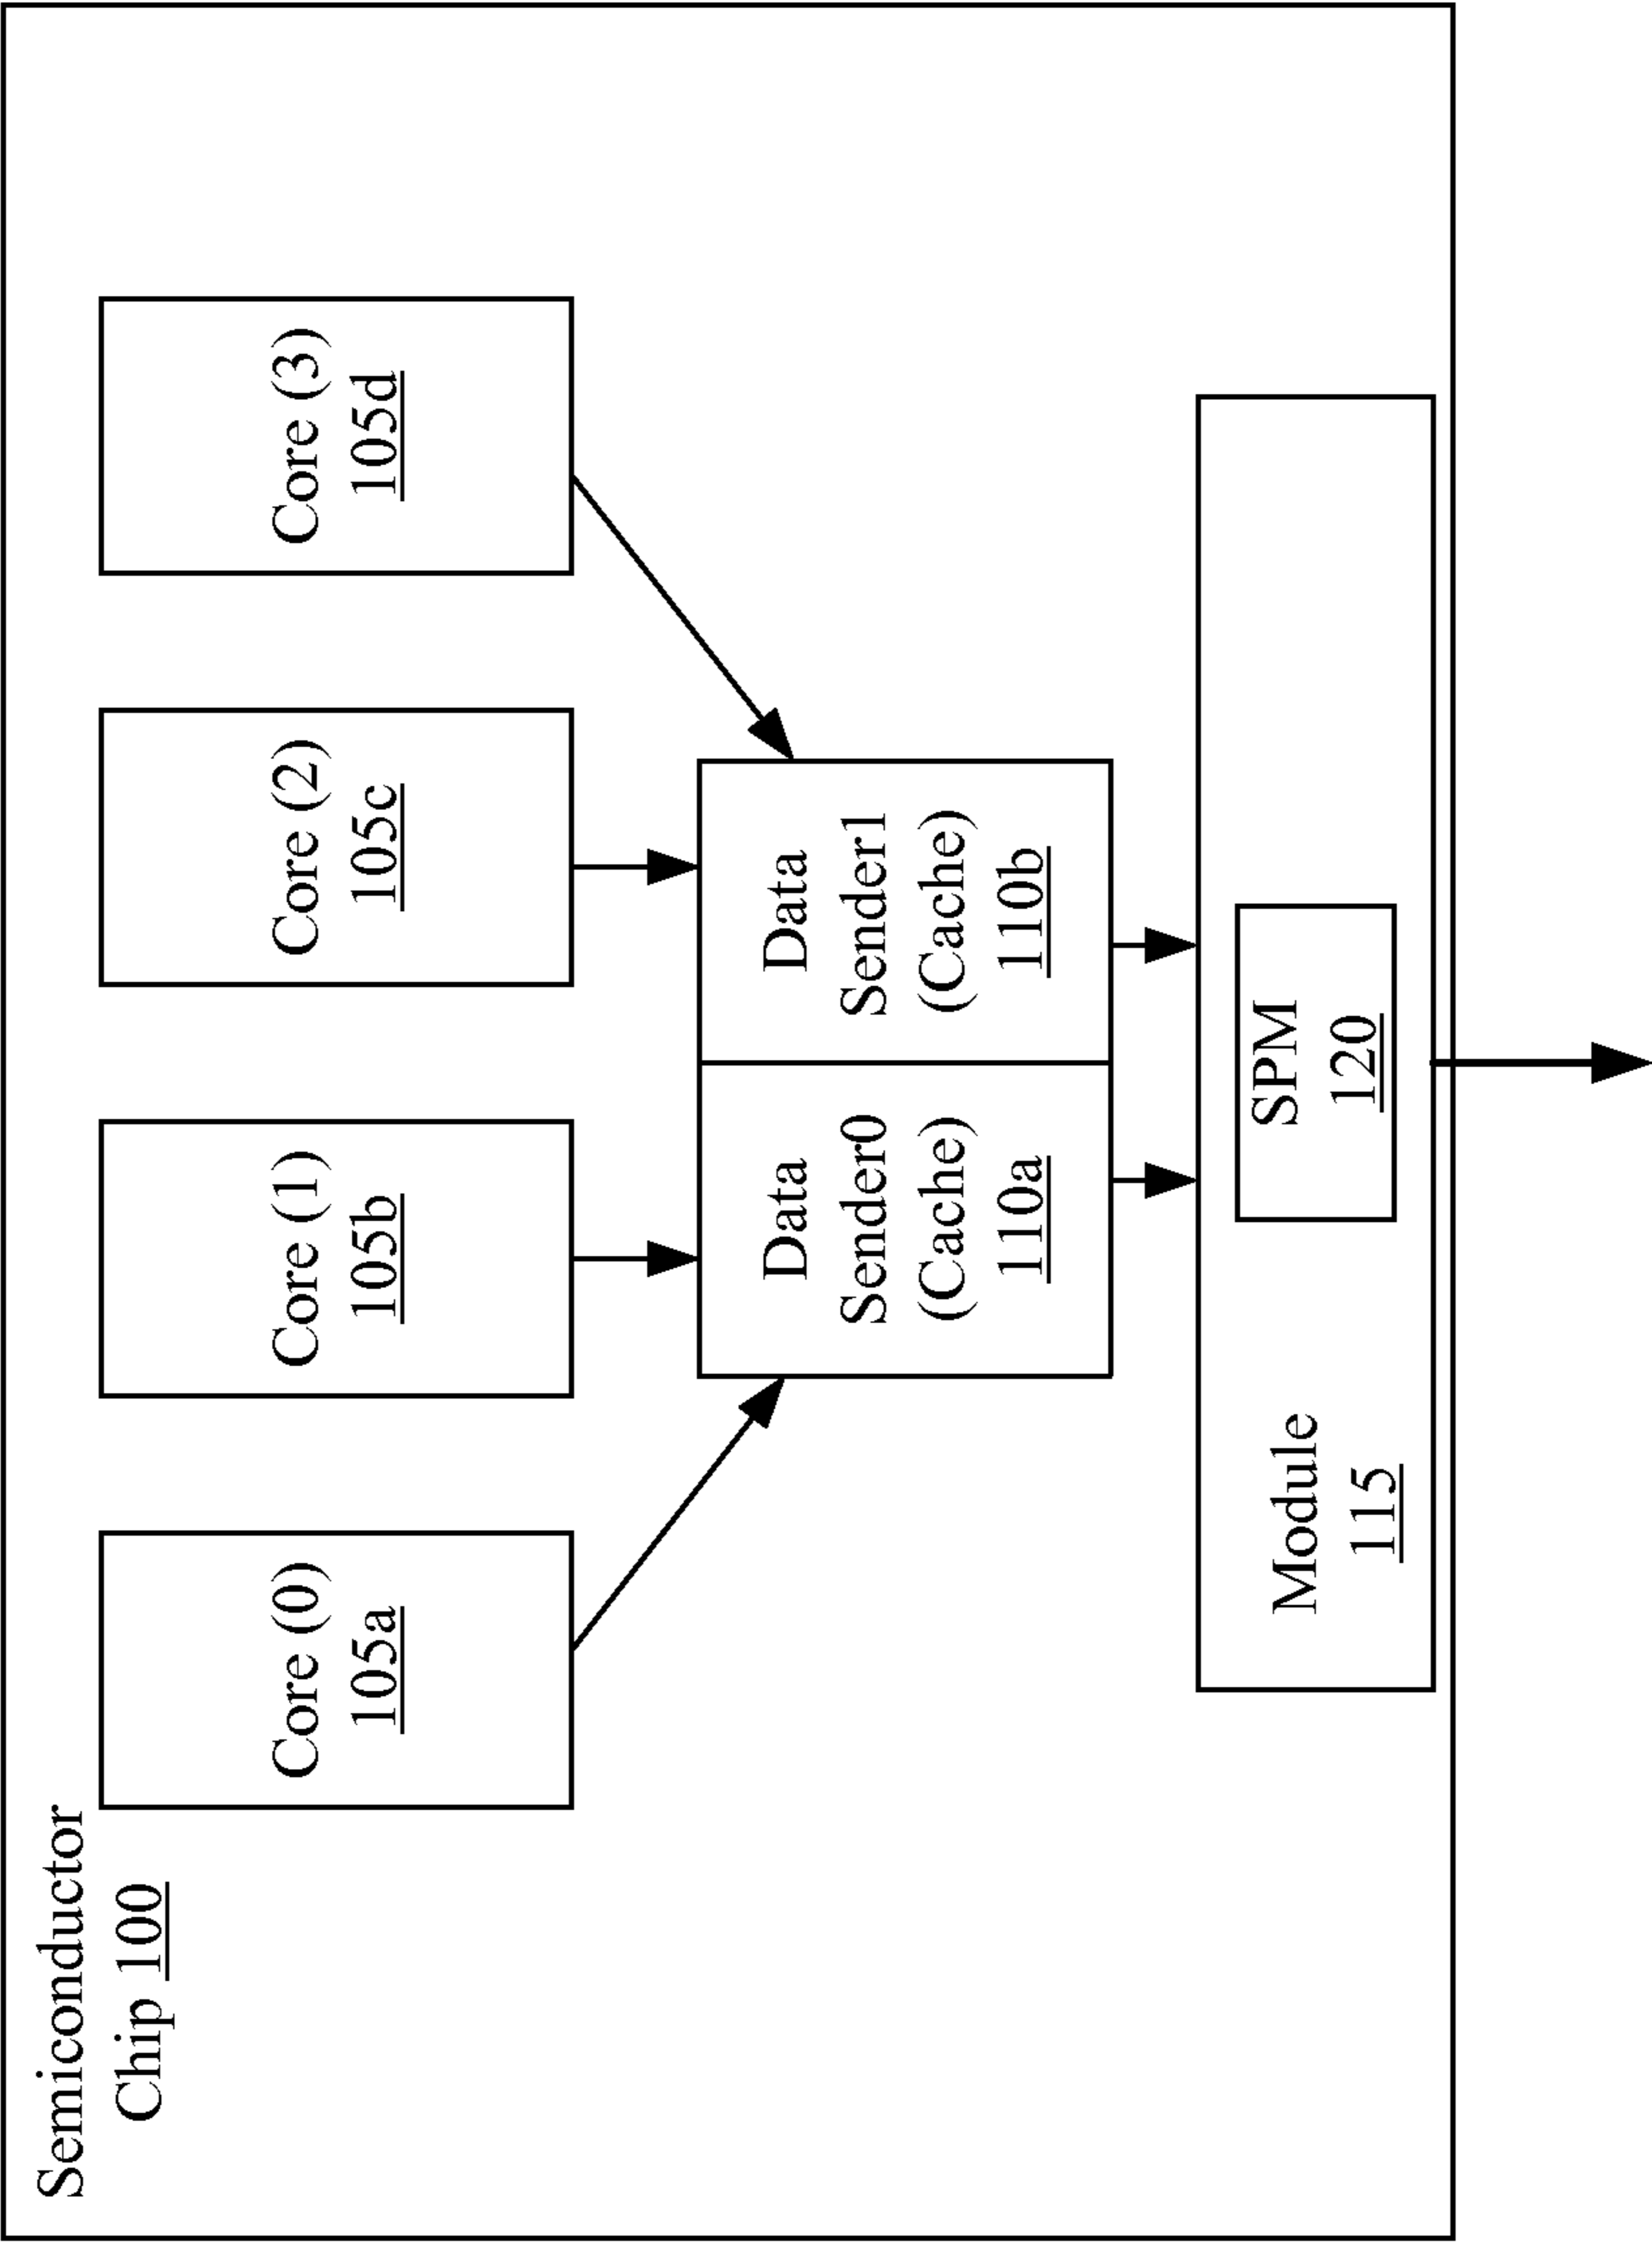 Semiconductor
Chip 100
Core (0)
105a
Core (1)
105b
Core (2)
105c
Core (3)
105d
Data
Sender0
(Cache)
110a
Data
Sender1
(Cache)
110b
Module
115
SPM
120